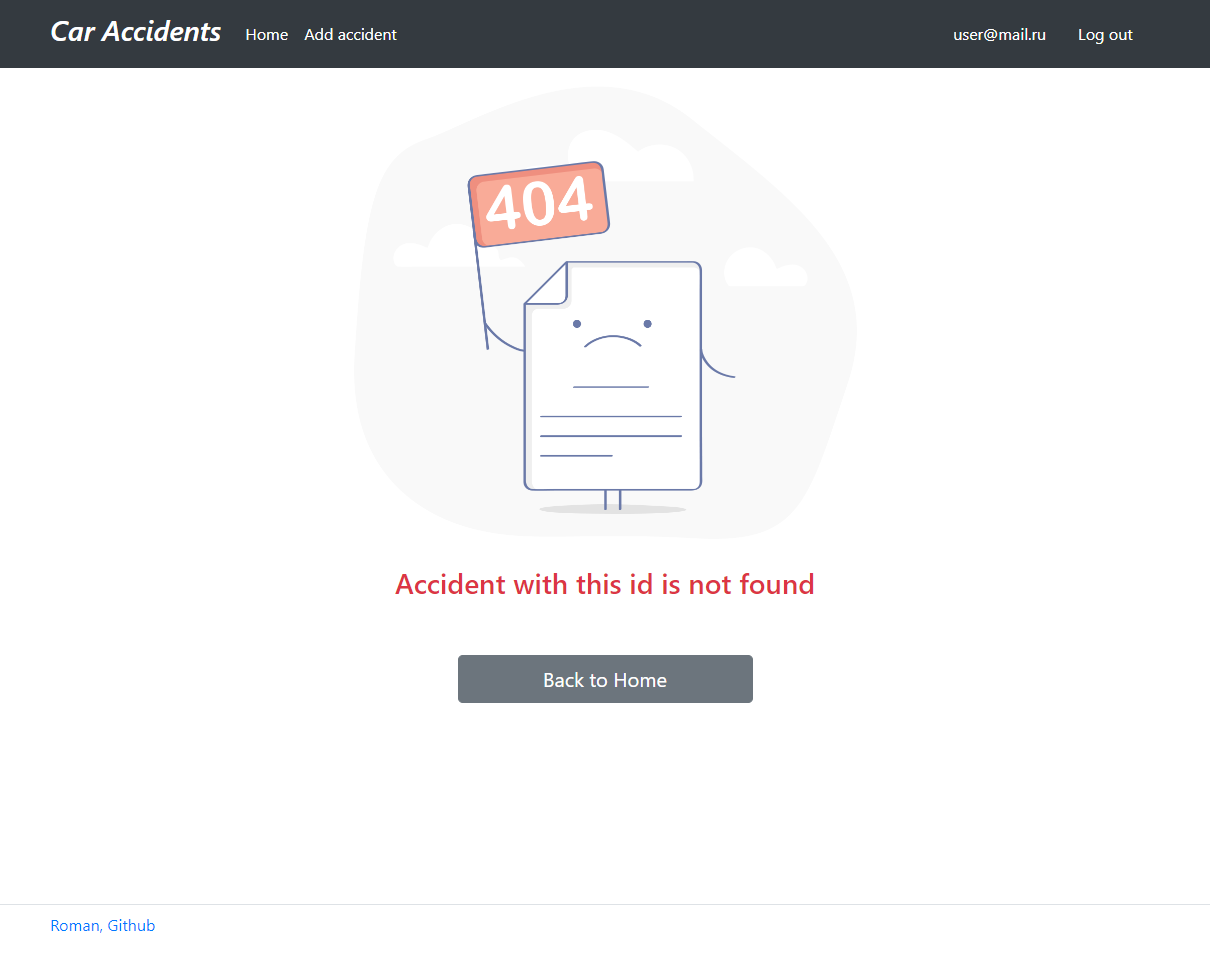 Car Accidents Home Add accident user@mail.ru Log out
404
Accident with this id is not found
Back to Home
Roman, Github